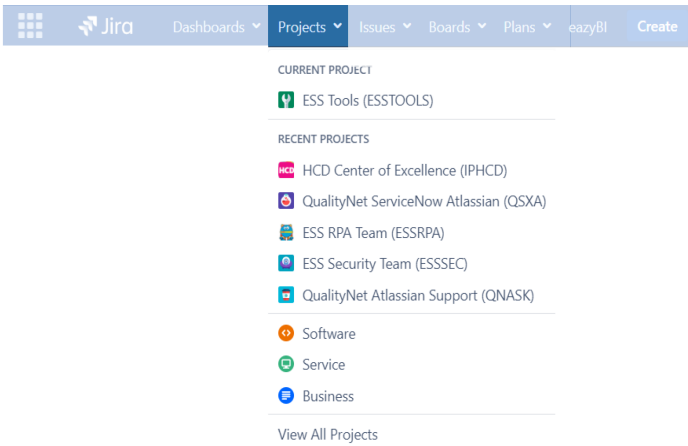 Jira Dashboards Projects Issues Boards Plans eazyBI Create
CURRENT PROJECT
ESS Tools (ESSTOOLS)
RECENT PROJECTS
HCD HCD Center of Excellence (IPHCD)
QualityNet ServiceNow Atlassian (QSXA)
ESS RPA Team (ESSRPA)
ESS Security Team (ESSSEC)
QualityNet Atlassian Support (QNASK)
Software
Service
Business
View All Projects